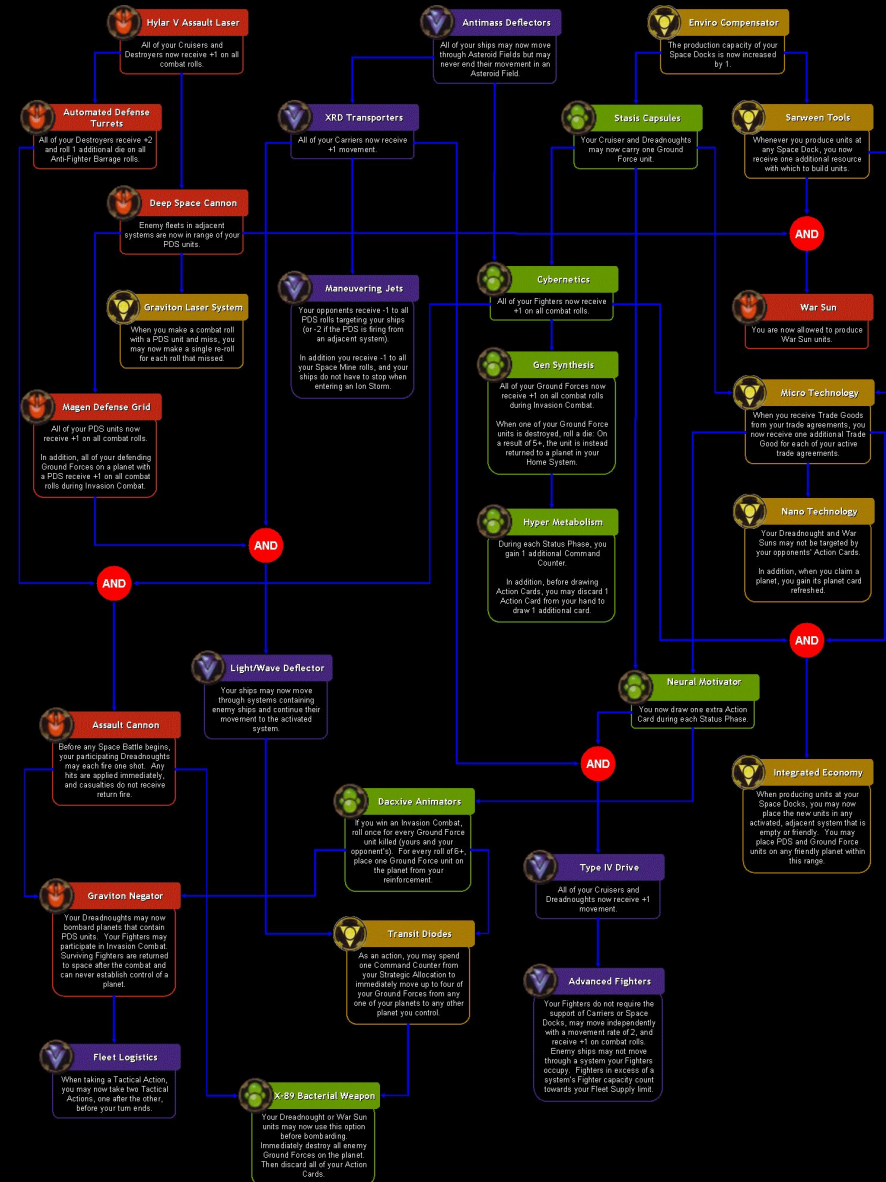 Hylar V Assault Laser
All of your Cruisers and
Destroyers now receive +1 on all
combat rolls.
Antimass Deflectors
All of your ships may now move
through Asteroid Fields but may
never end their movement in an
Asteroid Field.
Enviro Compensator
The production capacity of your
Space Docks is now increased
by 1.
Automated Defense
Turrets
All of your Destroyers receive +2
and roll 1 additional die on all
Anti-Fighter Barrage rolls.
XRD Transporters
All of your Carriers now receive
+1 movement.
Stasis Capsules
Your Cruiser and Dreadnoughts
may now carry one Ground
Force unit.
Sarween Tools
Whenever you produce units at
any Space Dock, you now
receive one additional resource
with which to build units.
Deep Space Cannon
Enemy fleets in adjacent
systems are now in range of your
PDS units.
AND
Graviton Laser System
When you make a combat roll
with a PDS unit and miss, you
may now make a single re-roll
for each roll that missed.
Maneuvering Jets
Your opponents receive -1 to all
PDS rolls targeting your ships
(or -2 if the PDS is firing from
an adjacent system).
In addition you receive -1 to all
your Space Mine rolls, and your
ships do not have to stop when
entering an Ion Storm.
Cybernetics
All of your Fighters now receive
+1 on all combat rolls.
War Sun
You are now allowed to produce
War Sun units.
Gen Synthesis
All of your Ground Forces now
receive +1 on all combat rolls
during Invasion Combat.
When one of your Ground Force
units is destroyed, roll a die: On
a result of 5+, the unit is instead
returned to a planet in your
Home System.
Magen Defense Grid
All of your PDS units now
receive +1 on all combat rolls.
In addition, all of your defending
Ground Forces on a planet with
a PDS receive +1 on all combat
rolls during Invasion Combat.
Micro Technology
When you receive Trade Goods
from your trade agreements, you
now receive one additional Trade
Good for each of your active
trade agreements.
Hyper Metabolism
During each Status Phase, you
gain 1 additional Command
Counter.
In addition, before drawing
Action Cards, you may discard 1
Action Card from your hand to
draw 1 additional card.
Nano Technology
Your Dreadnought and War
Suns may not be targeted by
your opponents' Action Cards.
In addition, when you claim a
planet, you gain its planet card
refreshed.
AND
AND
AND
Light/Wave Deflector
Your ships may now move
through systems containing
enemy ships and continue their
movement to the activated
system.
Neural Motivator
You now draw one extra Action
Card during each Status Phase.
Assault Cannon
Before any Space Battle begins,
your participating Dreadnoughts
may each fire one shot. Any
hits are applied immediately,
and casualties do not receive
return fire.
AND
Integrated Economy
When producing units at your
Space Docks, you may now
place the new units in any
activated, adjacent system that is
empty or friendly. You may
place PDS and Ground Force
units on any friendly planet within
this range.
Dacxive Animators
If you win an Invasion Combat,
roll once for every Ground Force
unit killed (yours and your
opponent's). For every roll of 6+,
place one Ground Force unit on
the planet from your
reinforcement.
Type IV Drive
All of your Cruisers and
Dreadnoughts now receive +1
movement.
Graviton Negator
Your Dreadnoughts may now
bombard planets that contain
PDS units. Your Fighters may
participate in Invasion Combat.
Surviving Fighters are returned
to space after the combat and
can never establish control of a
planet.
Transit Diodes
As an action, you may spend
one Command Counter from
your Strategic Allocation to
immediately move up to four of
your Ground Forces from any
one of your planets to any other
planet you control.
Advanced Fighters
Your Fighters do not require the
support of Carriers or Space
Docks, may move independently
with a movement rate of 2, and
receive +1 on combat rolls.
Enemy ships may not move
through a system your Fighters
occupy. Fighters in excess of a
system's Fighter capacity count
towards your Fleet Supply limit.
Fleet Logistics
When taking a Tactical Action,
you may now take two Tactical
Actions, one after the other,
before your turn ends.
X-89 Bacterial Weapon
Your Dreadnought or War Sun
units may now use this option
before bombarding.
Immediately destroy all enemy
Ground Forces on the planet.
Then discard all of your Action
Cards.